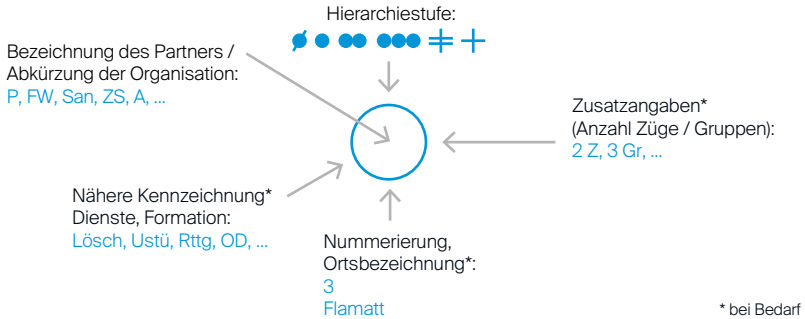 Hierarchiestufe:
Bezeichnung des Partners /
Abkürzung der Organisation:
P, FW, San, ZS, A, ...
Zusatzangaben*
(Anzahl Züge / Gruppen):
2 Z, 3 Gr, ...
Nähere Kennzeichnung*
Dienste, Formation:
Lösch, Ustü, Rttg, OD, ...
Nummerierung,
Ortsbezeichnung*:
3
Flamatt
* bei Bedarf